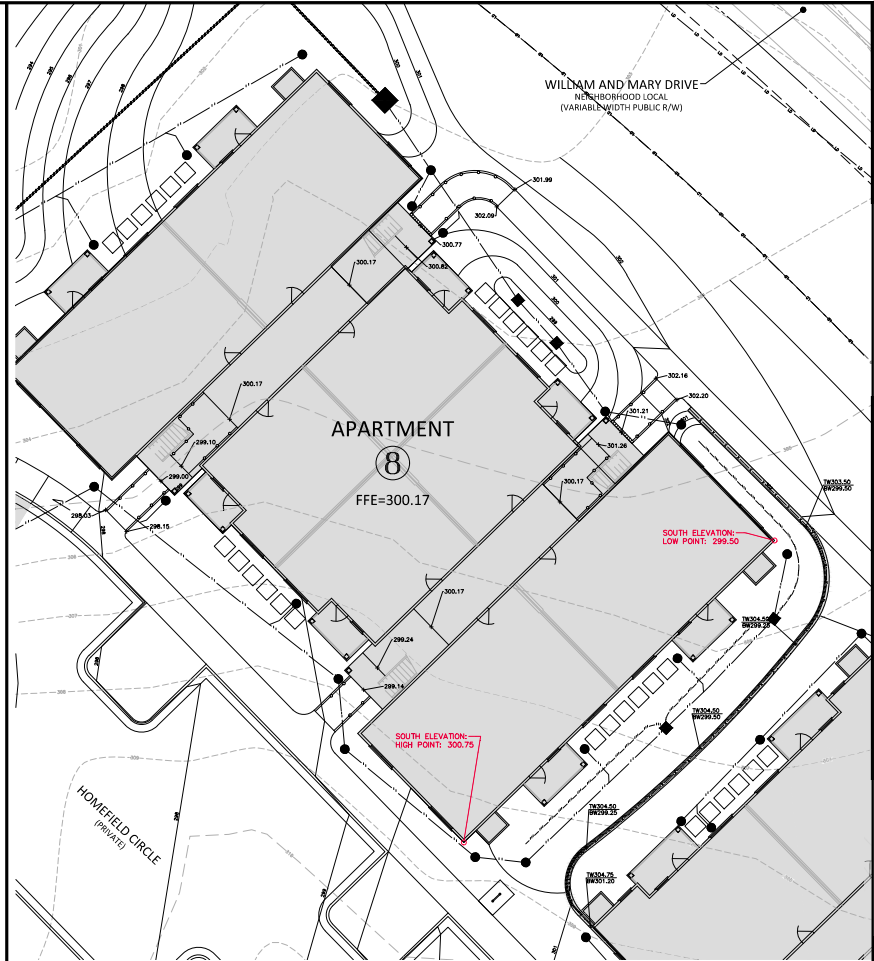 WILLIAM AND MARY DRIVE
NEIGHBORHOOD LOCAL
(VARIABLE WIDTH PUBLIC R/W)
301.99
302.09
300.77
300.82
300.17
302.16
302.20
301.21
301.26
300.17
299.10
299.00
APARTMENT
8
FFE=300.17
300.17
298.03
298.15
TW303.50
BW299.50
SOUTH ELEVATION:
LOW POINT: 299.50
300.17
299.24
299.14
TW304.50
BW299.25
TW304.50
BW299.50
SOUTH ELEVATION:
HIGH POINT: 300.75
HOMEFIELD CIRCLE
(PRIVATE)
TW304.50
BW299.25
TW304.75
BW301.20